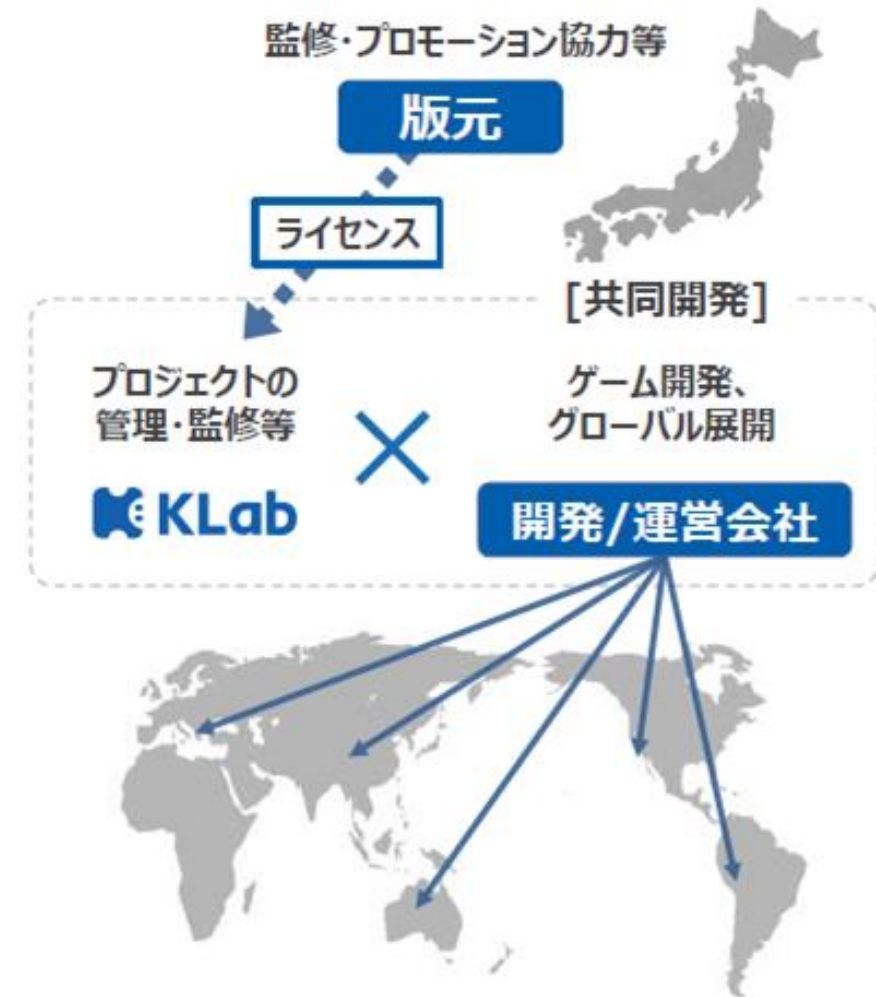 監修・プロモーション協力等
版元
ライセンス
[共同開発]
プロジェクトの
管理・監修等
KLab
ゲーム開発、
グローバル展開
開発/運営会社